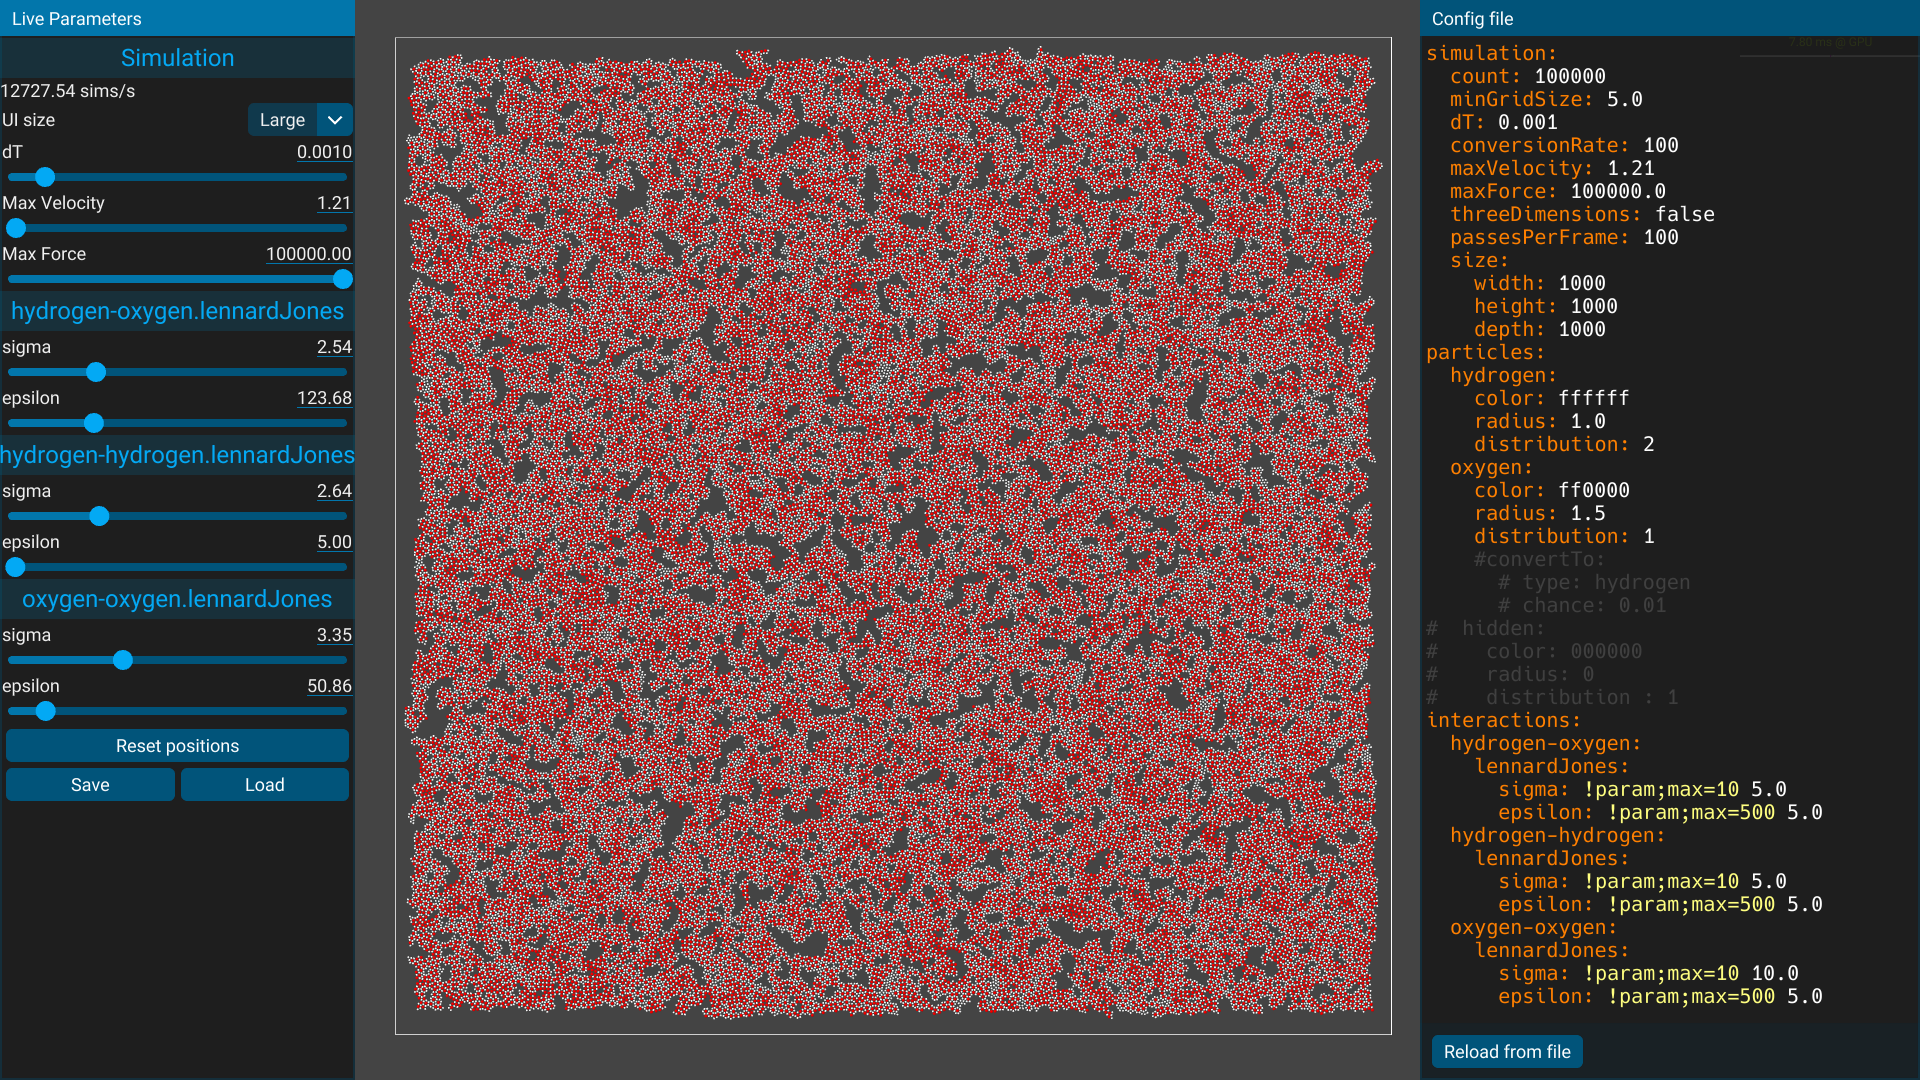 Live Parameters
Simulation
12727.54 sims/s
UI size
Large
dT
0.0010
Max Velocity
1.21
Max Force
100000.00
hydrogen-oxygen.lennardJones
sigma
2.54
epsilon
123.68
hydrogen-hydrogen.lennardJones
sigma
2.64
epsilon
5.00
oxygen-oxygen.lennardJones
sigma
3.35
epsilon
50.86
Reset positions
Save
Load
Config file
7.80 ms @ GPU
simulation:
count: 100000
minGridSize: 5.0
dT: 0.001
conversionRate: 100
maxVelocity: 1.21
maxForce: 100000.0
threeDimensions: false
passesPerFrame: 100
size:
width: 1000
height: 1000
depth: 1000
particles:
hydrogen:
color: ffffff
radius: 1.0
distribution: 2
oxygen:
color: ff0000
radius: 1.5
distribution: 1
#convertTo:
# type: hydrogen
# chance: 0.01
# hidden:
# color: 000000
# radius: 0
# distribution : 1
interactions:
hydrogen-oxygen:
lennardJones:
sigma: !param;max=10 5.0
epsilon: !param;max=500 5.0
hydrogen-hydrogen:
lennardJones:
sigma: !param;max=10 5.0
epsilon: !param;max=500 5.0
oxygen-oxygen:
lennardJones:
sigma: !param;max=10 10.0
epsilon: !param;max=500 5.0
Reload from file